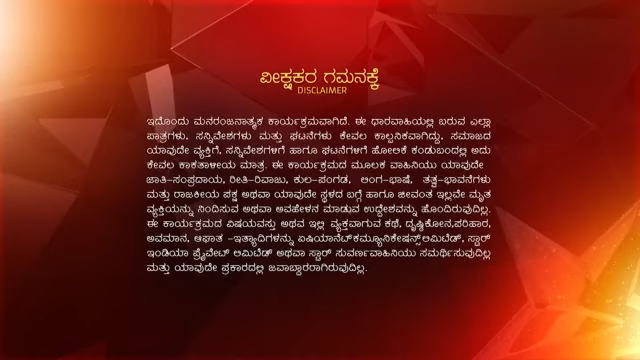 ವೀಕ್ಷಕರ ಗಮನಕ್ಕೆ
DISCLAIMER
ಇದೊಂದು ಮನರಂಜನಾತ್ಮಕ ಕಾರ್ಯಕ್ರಮವಾಗಿದೆ. ಈ ಧಾರವಾಹಿಯಲ್ಲಿ ಬರುವ ಎಲ್ಲಾ
ಪಾತ್ರಗಳು, ಸನ್ನಿವೇಶಗಳು ಮತ್ತು ಘಟನೆಗಳು ಕೇವಲ ಕಾಲ್ಪನಿಕವಾಗಿದ್ದು, ಸಮಾಜದ
ಯಾವುದೇ ವ್ಯಕ್ತಿಗೆ, ಸನ್ನಿವೇಶಗಳಿಗೆ ಹಾಗೂ ಘಟನೆಗಳಿಗೆ ಹೋಲಿಕೆ ಕಂಡುಬಂದಲ್ಲಿ ಅದು
ಕೇವಲ ಕಾಕತಾಳೀಯ ಮಾತ್ರ. ಈ ಕಾರ್ಯಕ್ರಮದ ಮೂಲಕ ವಾಹಿನಿಯು ಯಾವುದೇ
ಜಾತಿ-ಸಂಪ್ರದಾಯ, ರೀತಿ-ರಿವಾಜು, ಕುಲ-ಪಂಗಡ, ಲಿಂಗ-ಭಾಷೆ, ತತ್ವ-ಭಾವನೆಗಳು
ಮತ್ತು ರಾಜಕೀಯ ಪಕ್ಷ ಅಥವಾ ಯಾವುದೇ ಸ್ಥಳದ ಬಗ್ಗೆ ಹಾಗೂ ಜೀವಂತ ಇಲ್ಲವೇ ಮೃತ
ವ್ಯಕ್ತಿಯನ್ನು ನಿಂದಿಸುವ ಅಥವಾ ಅವಹೇಳನ ಮಾಡುವ ಉದ್ದೇಶವನ್ನು ಹೊಂದಿರುವುದಿಲ್ಲ.
ಈ ಕಾರ್ಯಕ್ರಮದ ವಿಷಯವಸ್ತು ಅಥವ ಇಲ್ಲಿ ವ್ಯಕ್ತವಾಗುವ ಕಥೆ, ದೃಷ್ಟಿಕೋನ,ಪರಿಹಾರ,
ಅವಮಾನ, ಆಘಾತ -ಇತ್ಯಾದಿಗಳನ್ನು ಏಷಿಯಾನೆಟ್‌ಕಮ್ಯೂನಿಕೇಷನ್ಸ್ ಲಿಮಿಟೆಡ್, ಸ್ಟಾರ್
ಇಂಡಿಯಾ ಪ್ರೈವೇಟ್ ಲಿಮಿಟೆಡ್ ಅಥವಾ ಸ್ಟಾರ್ ಸುವರ್ಣವಾಹಿನಿಯು ಸಮರ್ಥಿಸುವುದಿಲ್ಲ
ಮತ್ತು ಯಾವುದೇ ಪ್ರಕಾರದಲ್ಲಿ ಜವಾಬ್ದಾರರಾಗಿರುವುದಿಲ್ಲ.